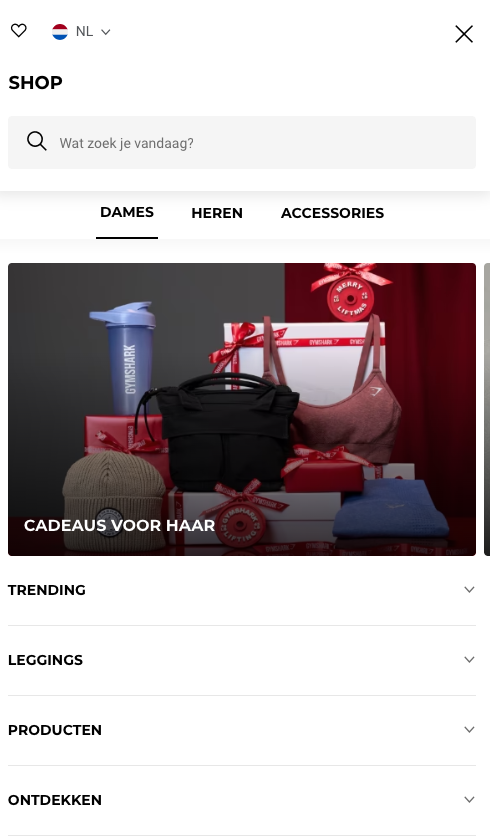 NL
SHOP
Wat zoek je vandaag?
DAMES
HEREN
ACCESSORIES
MERRY
LIFTMAS
GYMSHARK
GYMSHARK
CADEAUS VOOR HAAR
TRENDING
LEGGINGS
PRODUCTEN
ONTDEKKEN